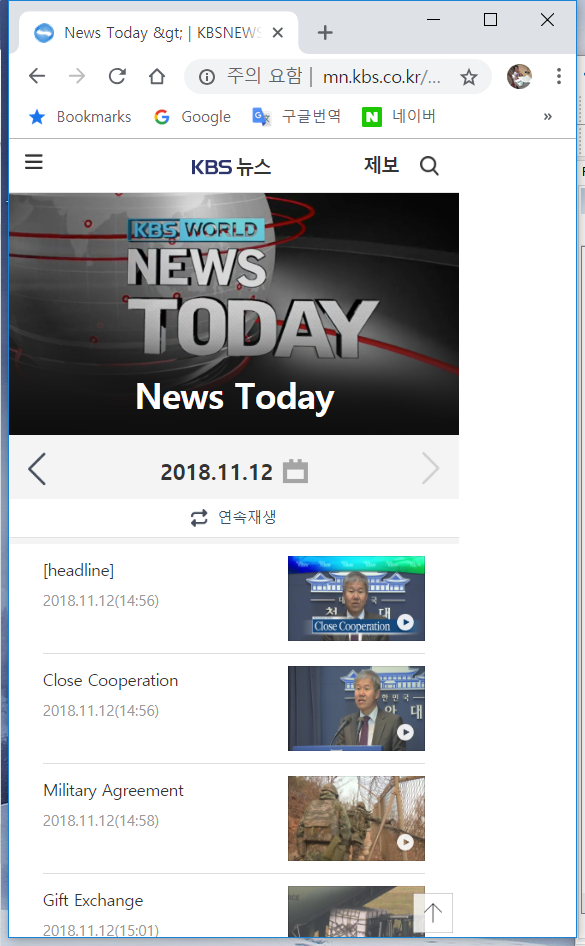 News Today &gt; | KBSNEWS
주의 요함 | mn.kbs.co.kr/...
Bookmarks Google 구글번역 네이버 »
KBS 뉴스 제보
KBS WORLD
NEWS
TODAY
News Today
2018.11.12
연속재생
[headline]
2018.11.12(14:56)
Close Cooperation
Close Cooperation
2018.11.12(14:56)
Military Agreement
2018.11.12(14:58)
Gift Exchange
2018.11.12(15:01)